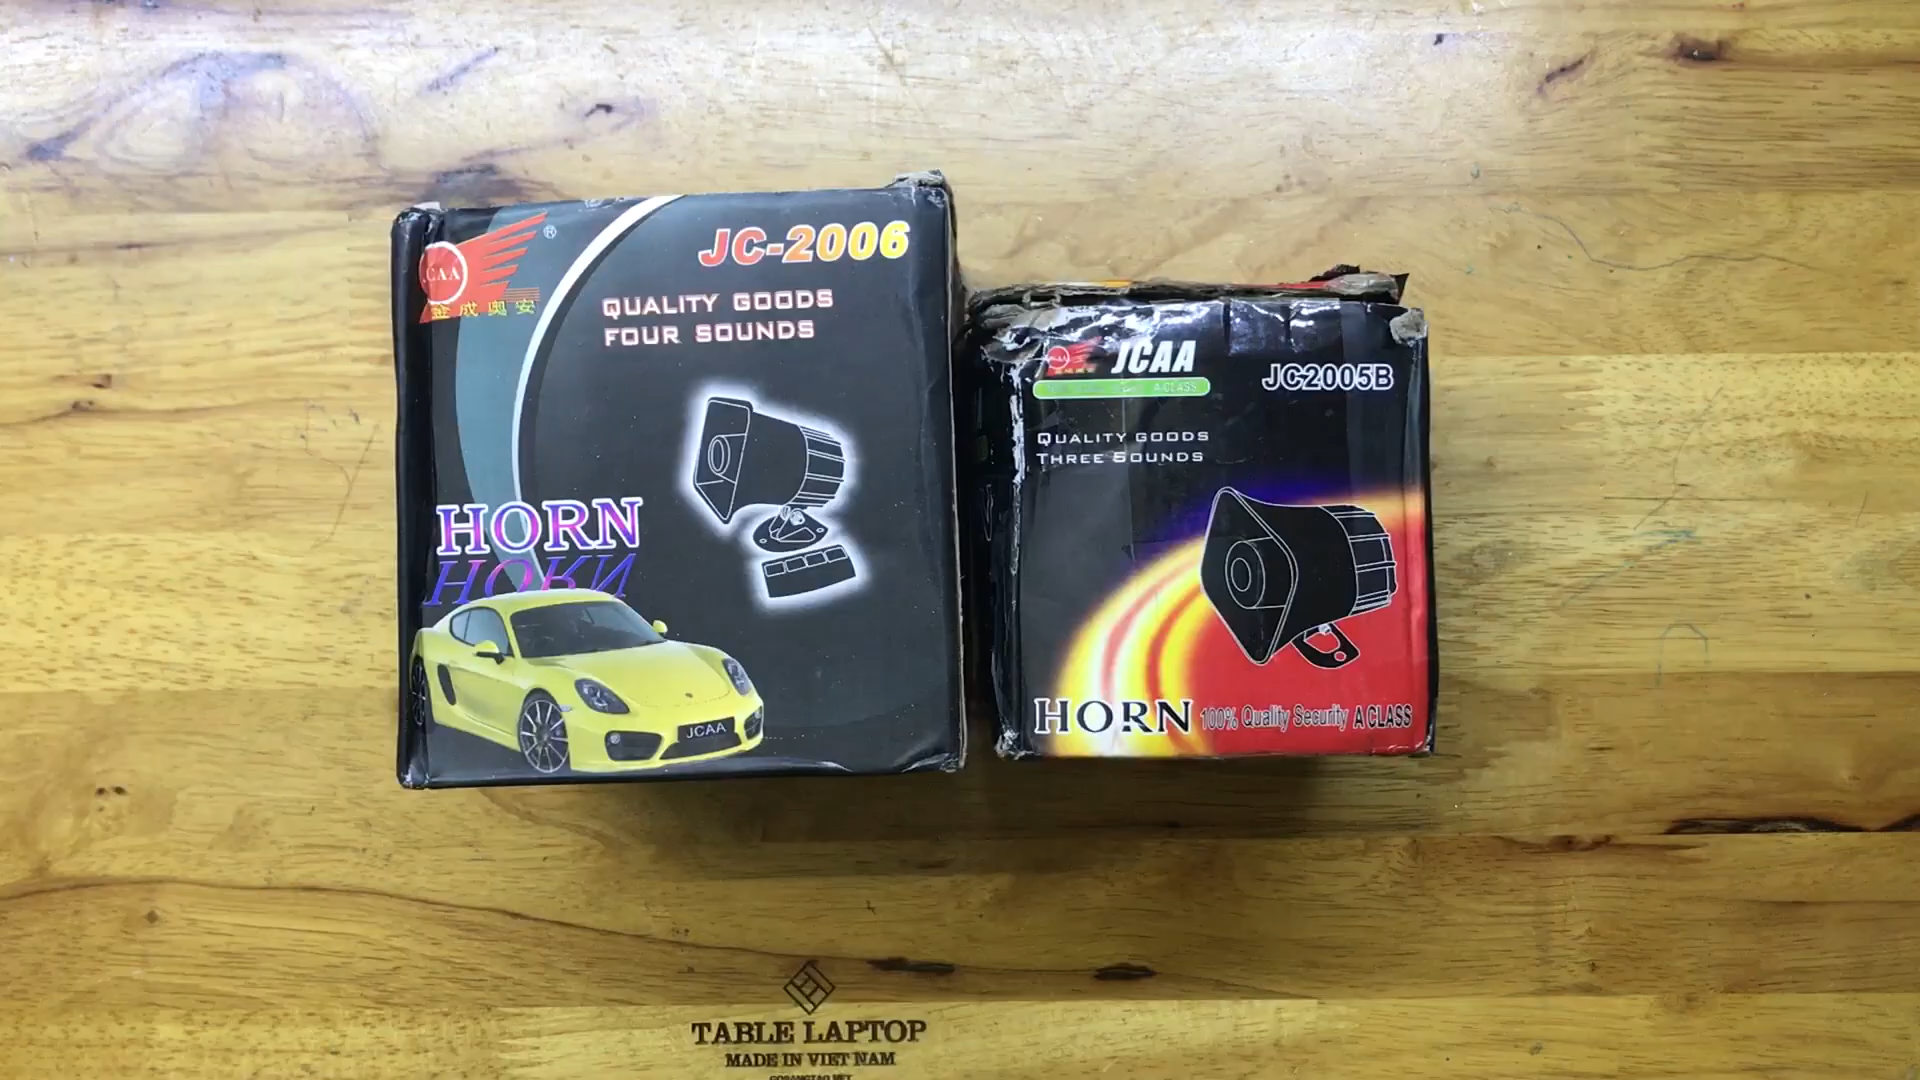 JCAA
®
金成奥安
JC-2006
QUALITY GOODS
FOUR SOUNDS
HORN
HORN
JCAA
JCAA
A CLASS
JC2005B
QUALITY GOODS
THREE SOUNDS
HORN 100% Quality Security A CLASS
TABLE LAPTOP
MADE IN VIET NAM